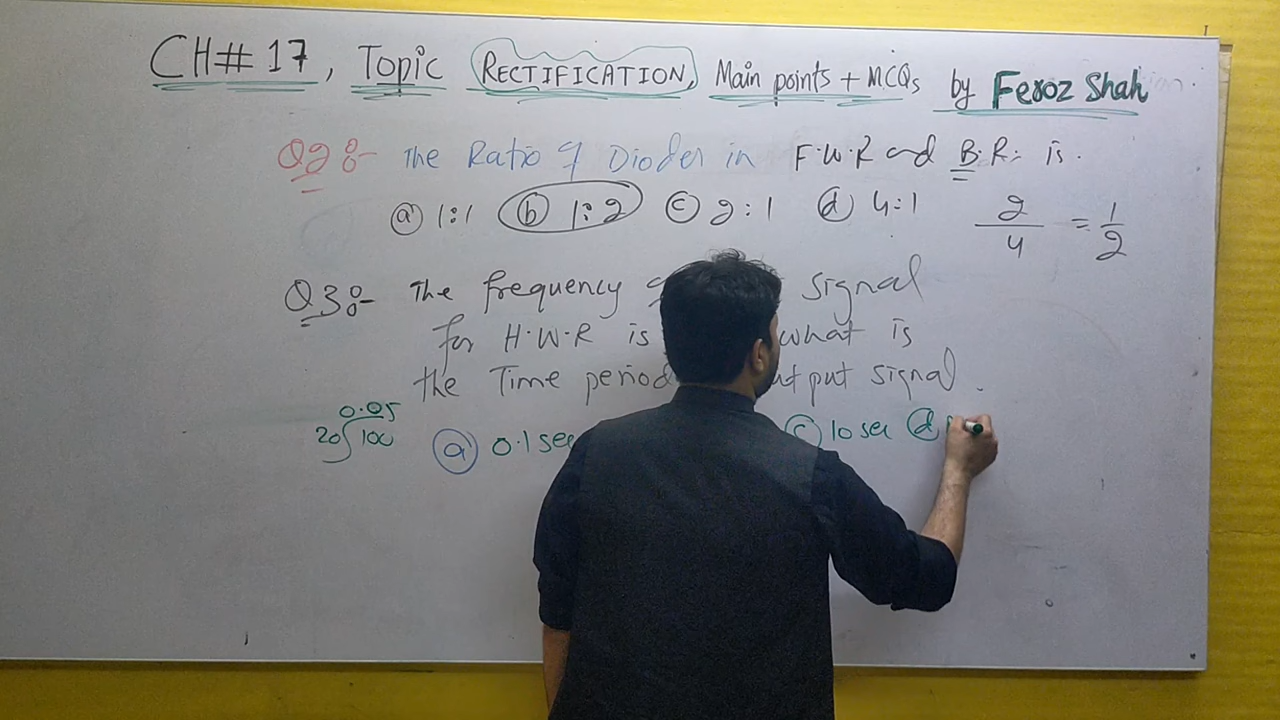 CH# 17, Topic RECTIFICATION, Main points + MCQs by Feroz Shah
Q2:- The Ratio of Diodes in F.W.R and B.R: is.
(a) 1:1 (b) 1:2 (c) 2:1 (d) 4:1 2/4 = 1/2
Q3:- The frequency signal
for H.W.R is what is
the Time period output signal.
0.05
20 100 (a) 0.1 sec (c) 10 sec (d)